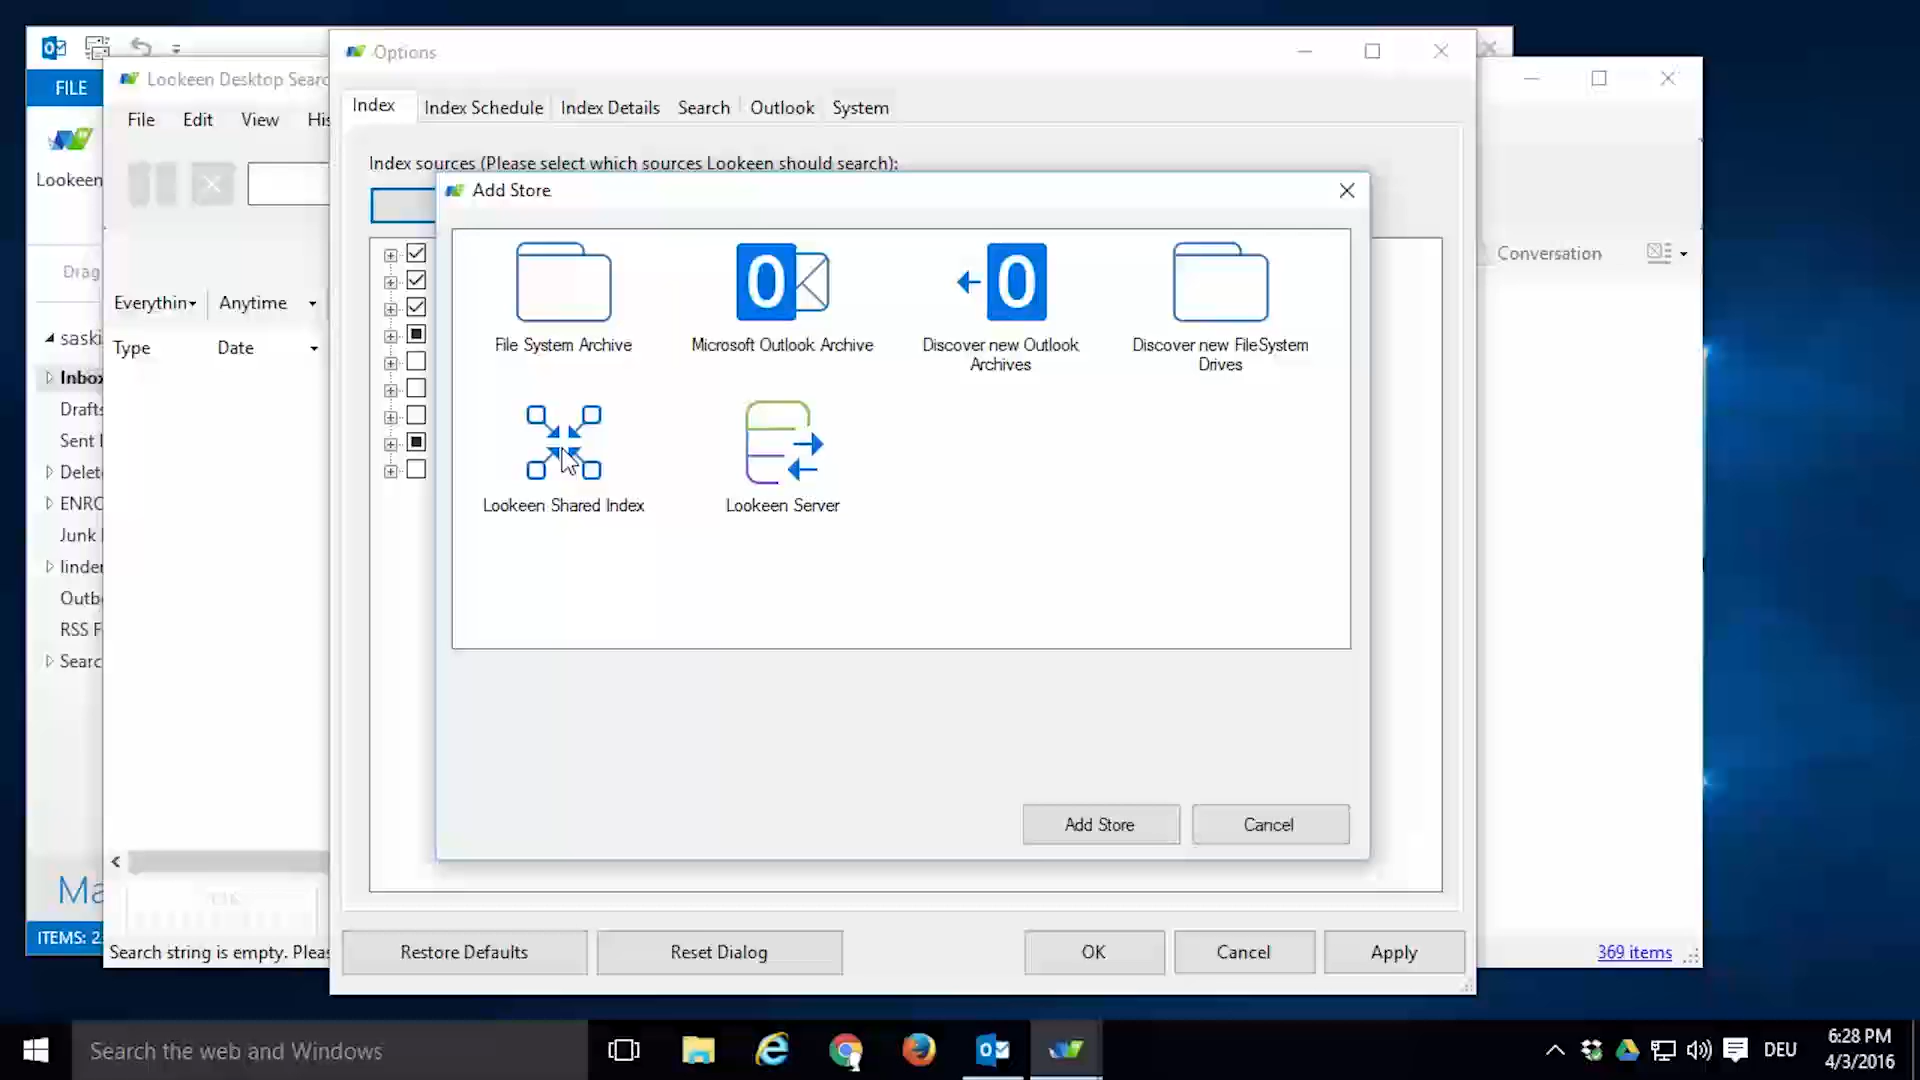 Options
FILE
Lookeen Desktop Searc
File
Edit
View
His
Index
Index Schedule
Index Details
Search
Outlook
System
Index sources (Please select which sources Lookeen should search):
Lookeen
Add Store
File System Archive
Microsoft Outlook Archive
Discover new Outlook
Archives
Discover new FileSystem
Drives
Lookeen Shared Index
Lookeen Server
Add Store
Cancel
Drag
Everythin
Anytime
Conversation
Type
Date
saski
Inbox
Drafts
Sent I
Delete
ENRO
Junk
linder
Outb
RSS F
Searc
Ma
ITEMS: 2
Search string is empty. Pleas
369 items
Restore Defaults
Reset Dialog
OK
Cancel
Apply
Search the web and Windows
DEU
6:28 PM
4/3/2016